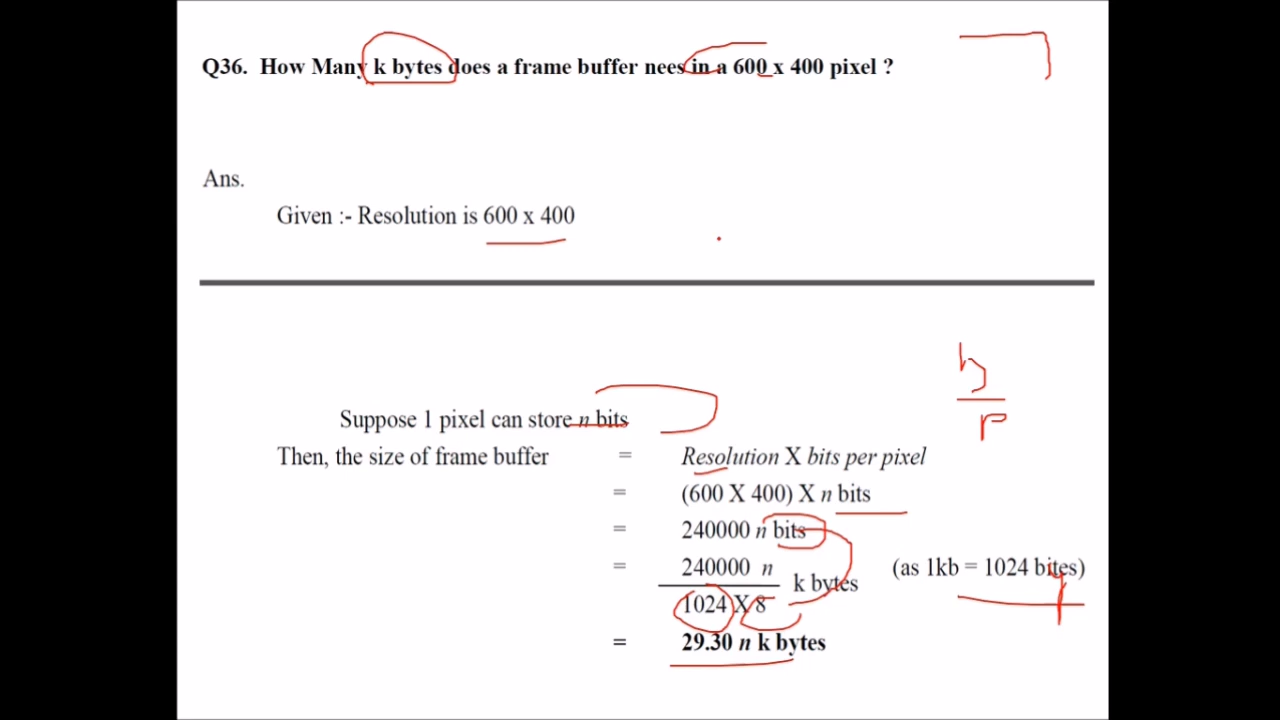 Q36. How Many k bytes does a frame buffer nees in a 600 x 400 pixel ?
Ans.
Given :- Resolution is 600 x 400
Suppose 1 pixel can store n bits
Then, the size of frame buffer = Resolution X bits per pixel
= (600 X 400) X n bits
= 240000 n bits
= 240000 n
k bytes (as 1kb = 1024 bites)
1024 X 8
= 29.30 n k bytes
b
P
y